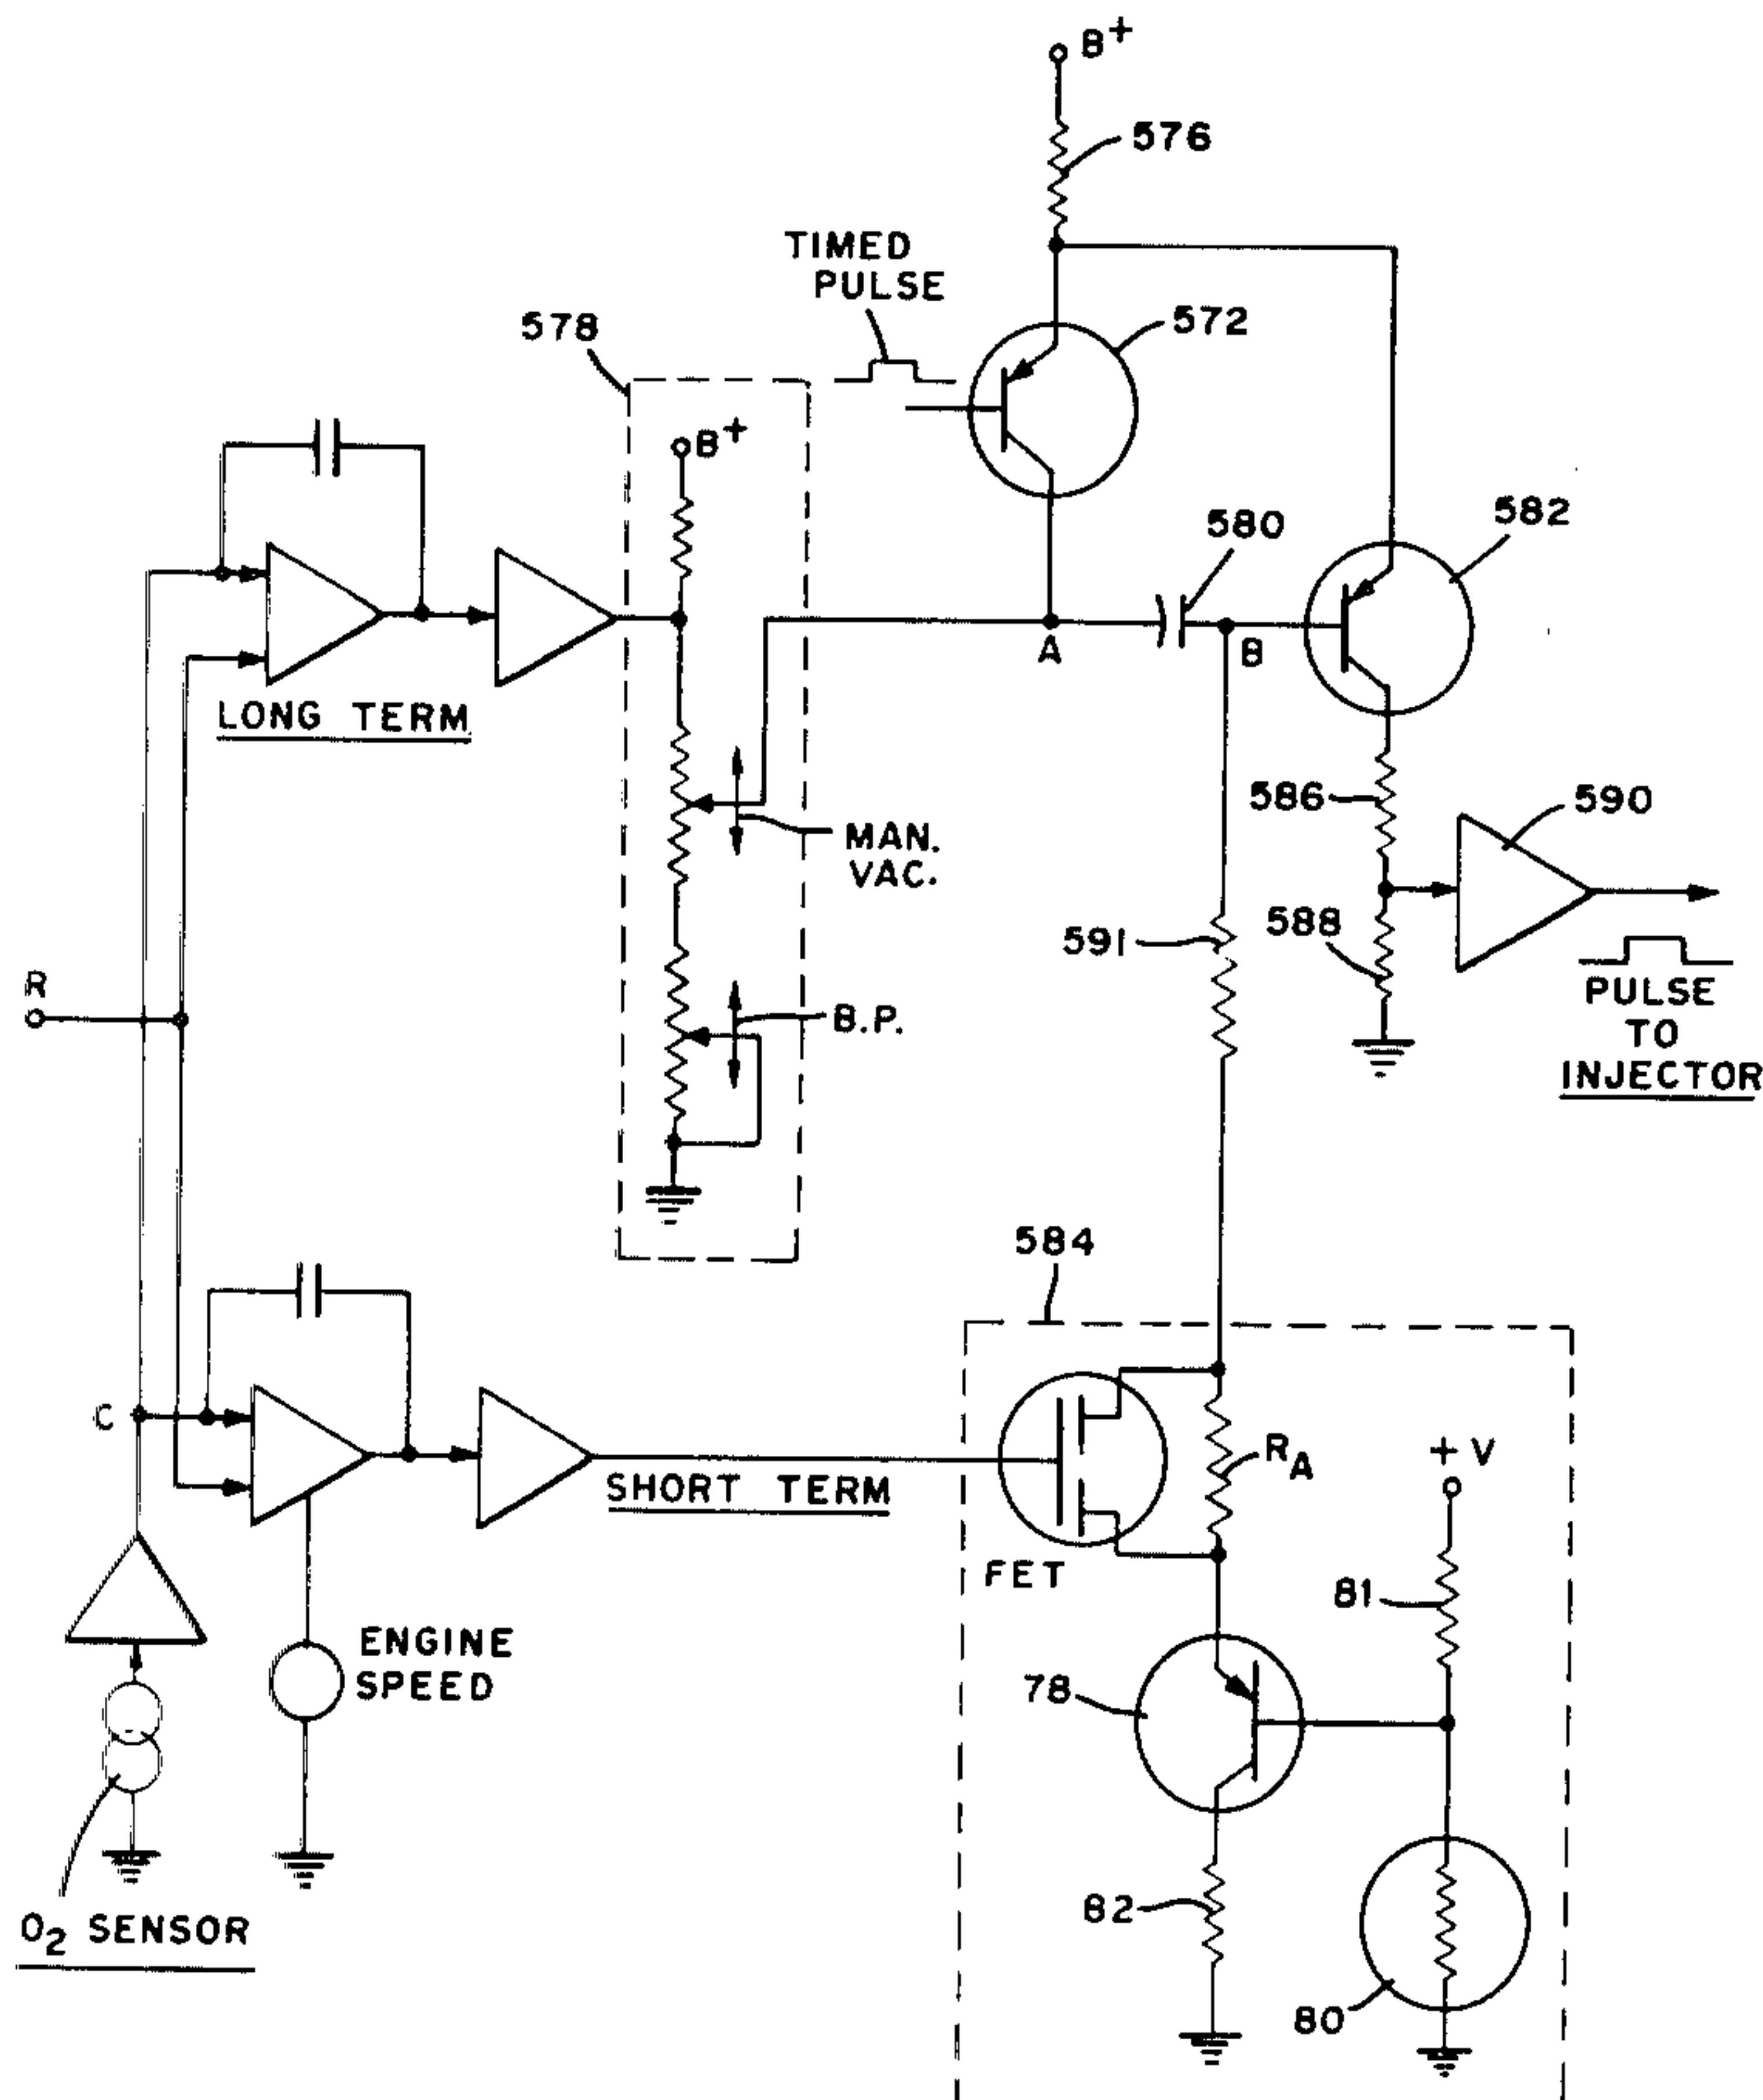 B+
576
TIMED
PULSE
572
578
B+
580
582
A
B
LONG TERM
586
590
MAN.
VAC.
591
588
R
B.P.
PULSE
TO
INJECTOR
584
C
RA
+V
SHORT TERM
FET
81
ENGINE
SPEED
78
82
O2 SENSOR
80